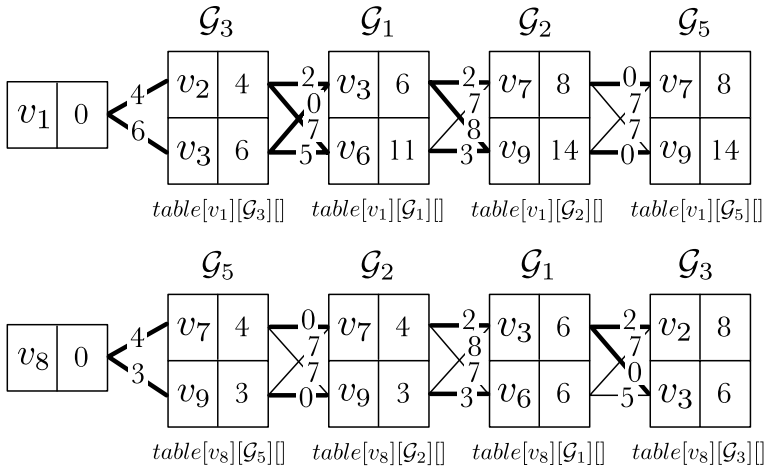 𝒢₃ 𝒢₁ 𝒢₂ 𝒢₅
v₂ 4 2 v₃ 6 2 v₇ 8 0 v₇ 8
4 0 7 7
v₁ 0
6 7 8 7
v₃ 6 5 v₆ 11 3 v₉ 14 0 v₉ 14
table[v₁][𝒢₃][] table[v₁][𝒢₁][] table[v₁][𝒢₂][] table[v₁][𝒢₅][]
𝒢₅ 𝒢₂ 𝒢₁ 𝒢₃
v₇ 4 0 v₇ 4 2 v₃ 6 2 v₂ 8
4 7 8 7
v₈ 0
3 7 7 0
v₉ 3 0 v₉ 3 3 v₆ 6 5 v₃ 6
table[v₈][𝒢₅][] table[v₈][𝒢₂][] table[v₈][𝒢₁][] table[v₈][𝒢₃][]